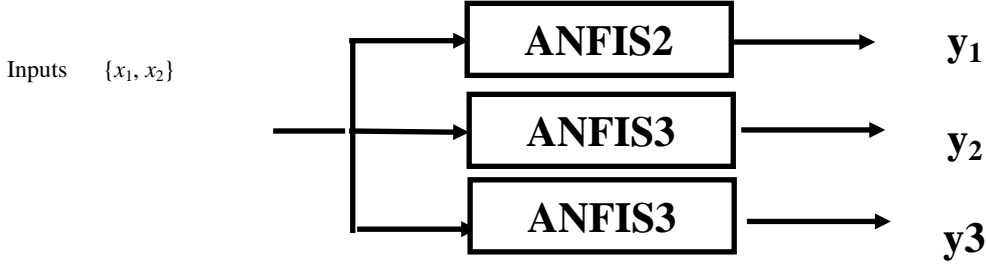 ANFIS2 y₁
Inputs {x₁, x₂}
ANFIS3 y₂
ANFIS3 y3